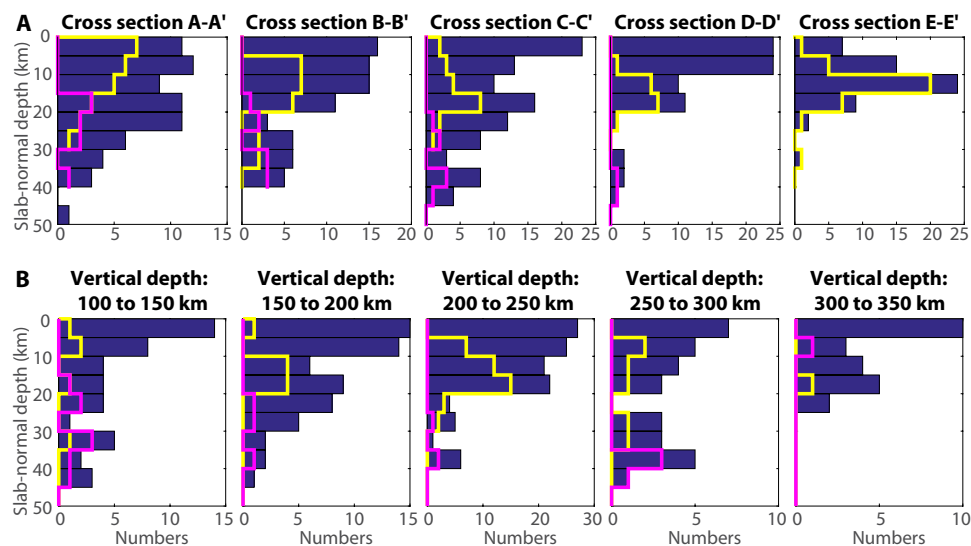 A Cross section A-A' Cross section B-B' Cross section C-C' Cross section D-D' Cross section E-E'
Slab-normal depth (km)
0
10
20
30
40
50
0 5 10 15 0 5 10 15 20 0 5 10 15 20 25 0 5 10 15 20 25 0 5 10 15 20 25
B Vertical depth: Vertical depth: Vertical depth: Vertical depth: Vertical depth:
100 to 150 km 150 to 200 km 200 to 250 km 250 to 300 km 300 to 350 km
Slab-normal depth (km)
0
10
20
30
40
50
0 5 10 15 0 5 10 15 0 10 20 30 0 5 10 0 5 10
Numbers Numbers Numbers Numbers Numbers